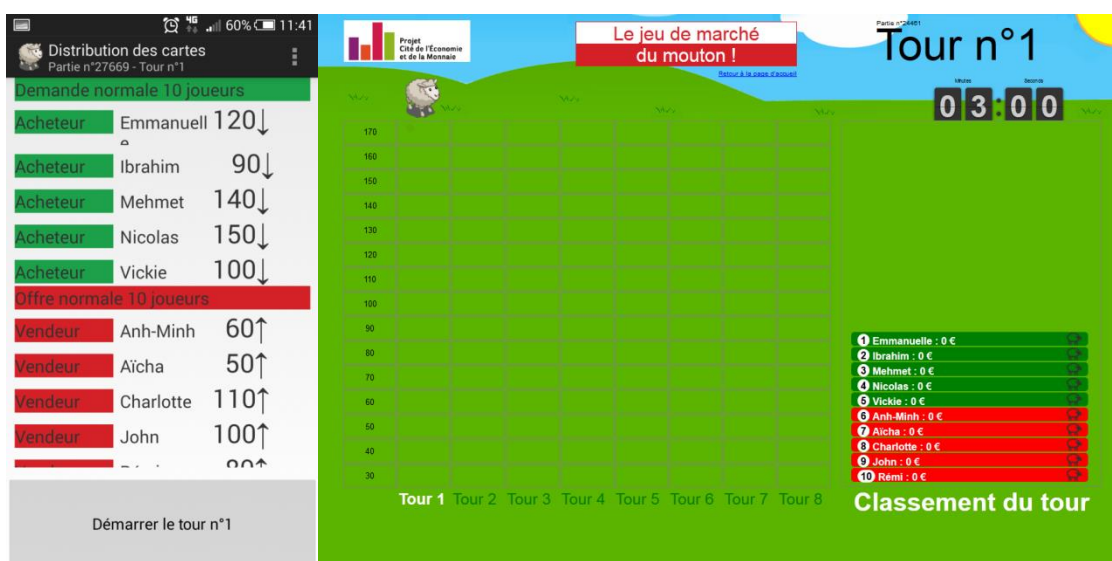 4G 60% 11:41
Distribution des cartes
Partie n°27669 - Tour n°1
Demande normale 10 joueurs
Acheteur Emmanuell 120↓
Acheteur Ibrahim 90↓
Acheteur Mehmet 140↓
Acheteur Nicolas 150↓
Acheteur Vickie 100↓
Offre normale 10 joueurs
Vendeur Anh-Minh 60↑
Vendeur Aïcha 50↑
Vendeur Charlotte 110↑
Vendeur John 100↑
Démarrer le tour n°1
Projet
Cité de l'Économie
et de la Monnaie
Le jeu de marché
du mouton !
Retour à la page d'accueil
Partie n°24461
Tour n°1
Minutes Seconds
03:00
170
160
150
140
130
120
110
100
90
80
70
60
50
40
30
Tour 1 Tour 2 Tour 3 Tour 4 Tour 5 Tour 6 Tour 7 Tour 8
1 Emmanuelle : 0 €
2 Ibrahim : 0 €
3 Mehmet : 0 €
4 Nicolas : 0 €
5 Vickie : 0 €
6 Anh-Minh : 0 €
7 Aïcha : 0 €
8 Charlotte : 0 €
9 John : 0 €
10 Rémi : 0 €
Classement du tour